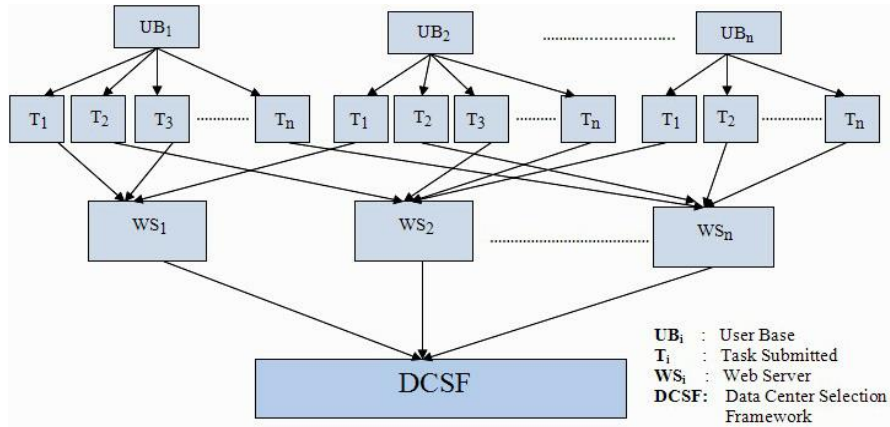 UB1 UB2 UBn
T1 T2 T3 Tn T1 T2 T3 Tn T1 T2 Tn
WS1 WS2 WSn
DCSF
UBi : User Base
Ti : Task Submitted
WSi : Web Server
DCSF: Data Center Selection
Framework